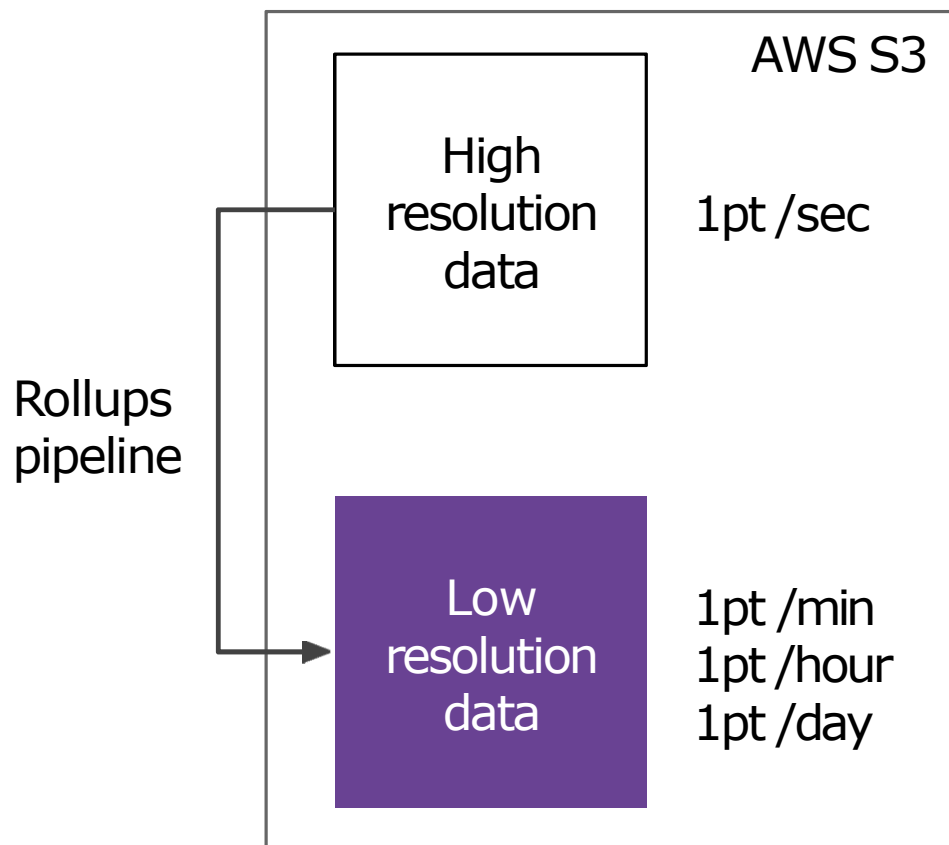 AWS S3
High
resolution
data
1pt /sec
Rollups
pipeline
Low
resolution
data
1pt /min
1pt /hour
1pt /day